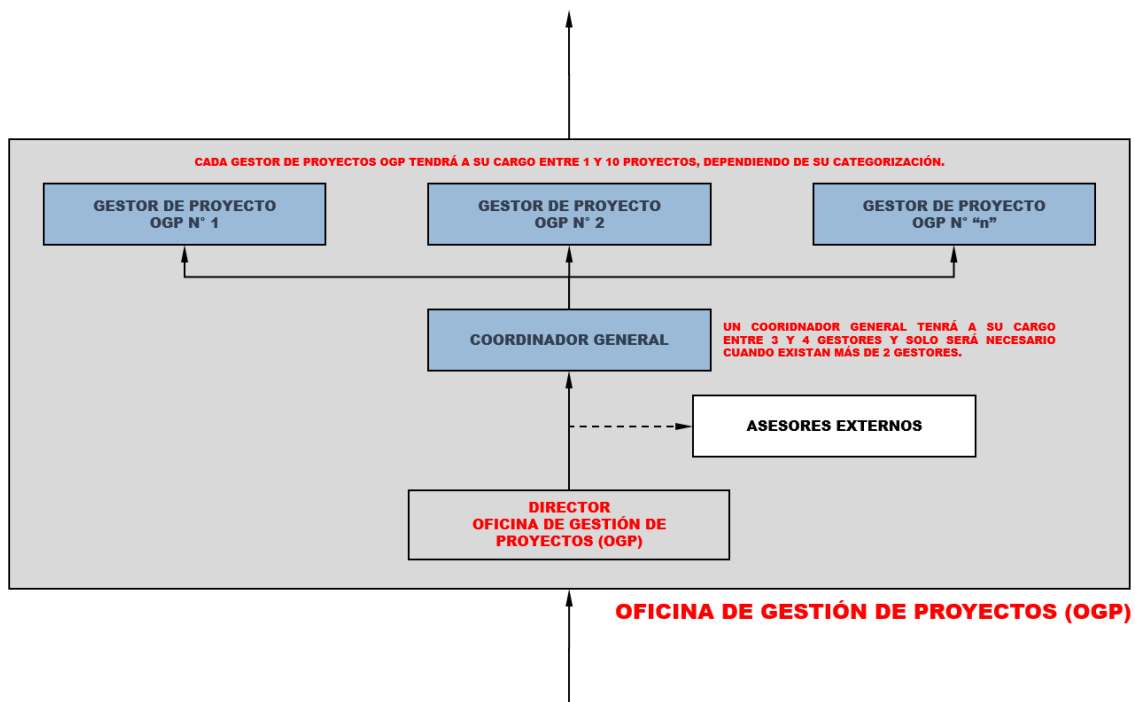 CADA GESTOR DE PROYECTOS OGP TENDRÁ A SU CARGO ENTRE 1 Y 10 PROYECTOS, DEPENDIENDO DE SU CATEGORIZACIÓN.
GESTOR DE PROYECTO
OGP N° 1
GESTOR DE PROYECTO
OGP N° 2
GESTOR DE PROYECTO
OGP N° “n”
COORDINADOR GENERAL
UN COORIDNADOR GENERAL TENRÁ A SU CARGO
ENTRE 3 Y 4 GESTORES Y SOLO SERÁ NECESARIO
CUANDO EXISTAN MÁS DE 2 GESTORES.
ASESORES EXTERNOS
DIRECTOR
OFICINA DE GESTIÓN DE
PROYECTOS (OGP)
OFICINA DE GESTIÓN DE PROYECTOS (OGP)